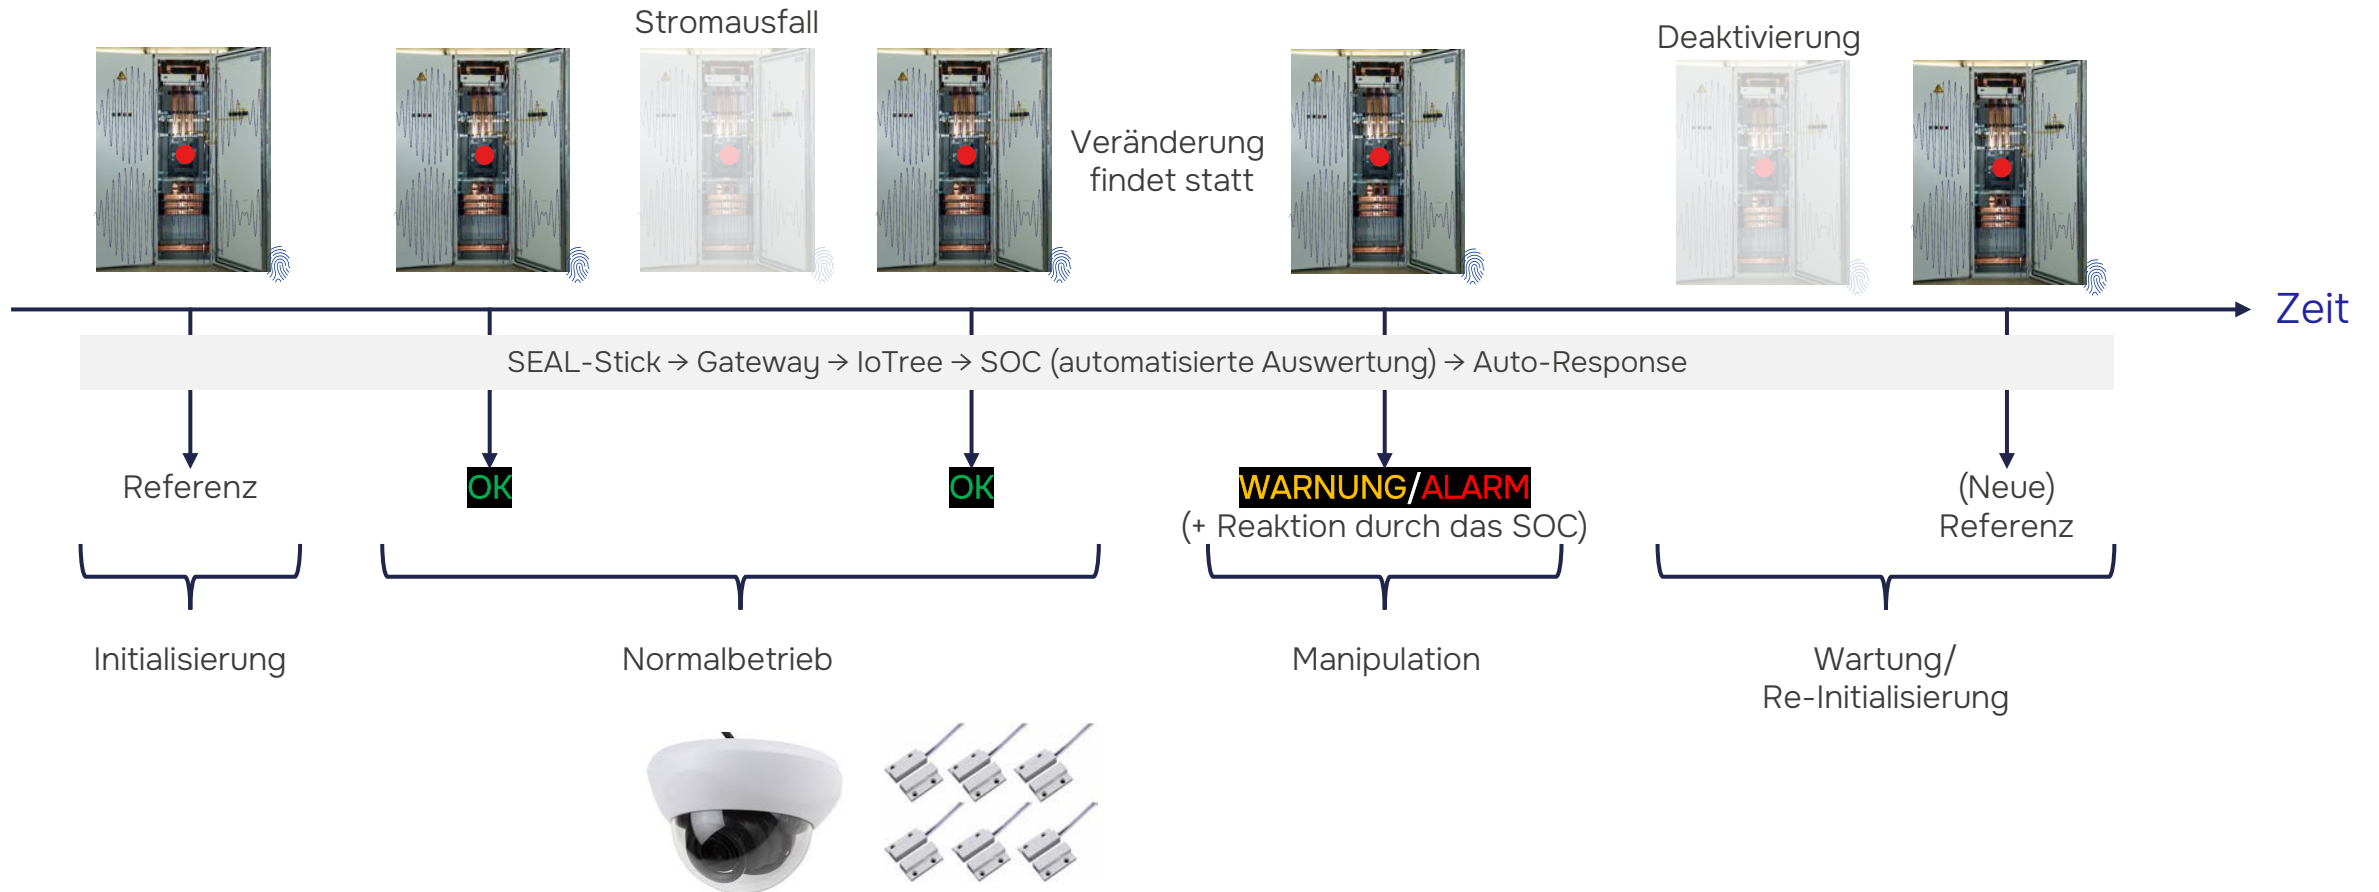 Stromausfall
Deaktivierung
Veränderung
findet statt
Zeit
SEAL-Stick → Gateway → IoTree → SOC (automatisierte Auswertung) → Auto-Response
Referenz
OK
OK
WARNUNG/ALARM
(+ Reaktion durch das SOC)
(Neue)
Referenz
Initialisierung
Normalbetrieb
Manipulation
Wartung/
Re-Initialisierung